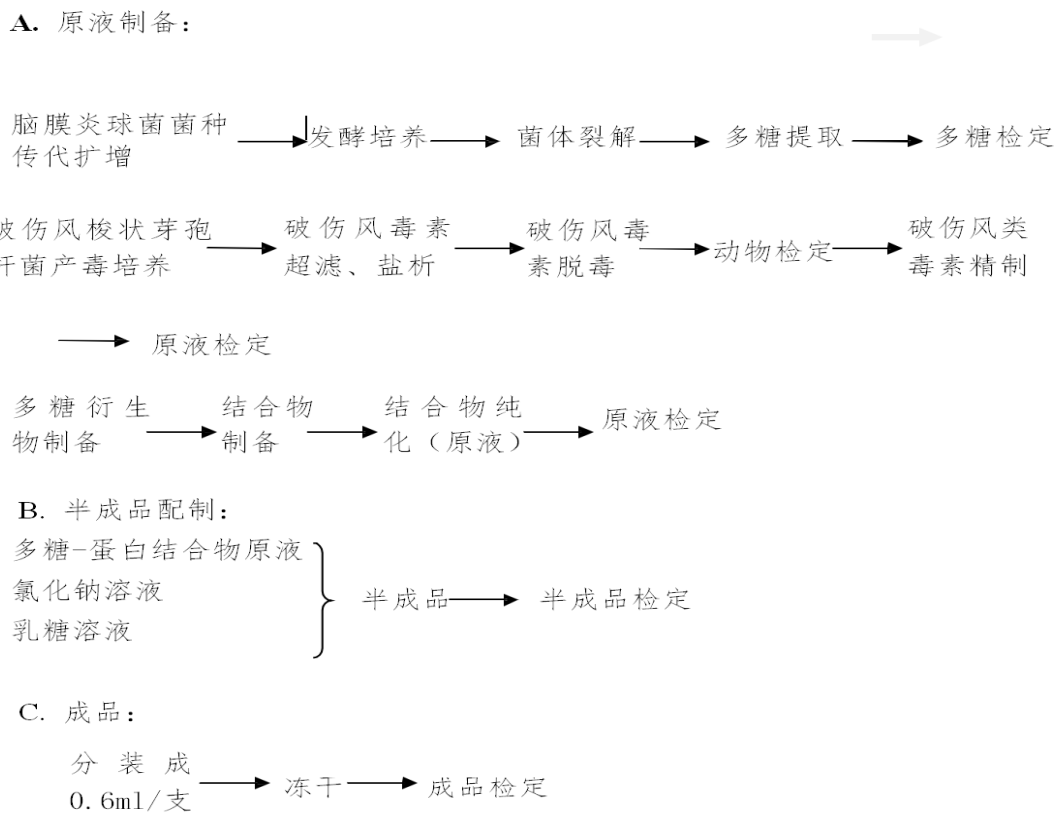 A. 原液制备：
脑膜炎球菌菌种 发酵培养 菌体裂解 多糖提取 多糖检定
传代扩增
破伤风梭状芽孢 破伤风毒素 破伤风毒 动物检定 破伤风类
杆菌产毒培养 超滤、盐析 素脱毒 毒素精制
原液检定
多糖衍生 结合物 结合物纯 原液检定
物制备 制备 化（原液）
B. 半成品配制：
多糖-蛋白结合物原液
氯化钠溶液
乳糖溶液
半成品 半成品检定
C. 成品：
分装成
0.6ml/支
冻干 成品检定